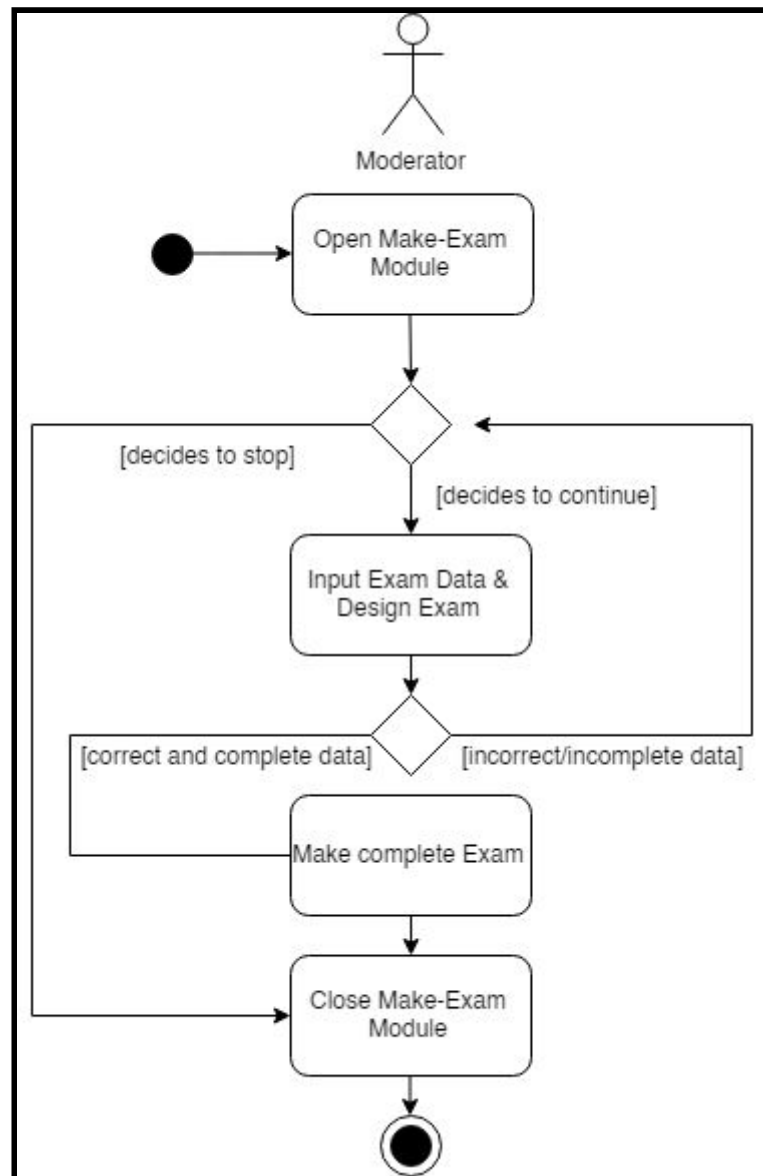 Moderator
Open Make-Exam
Module
[decides to stop]
[decides to continue]
Input Exam Data &
Design Exam
[correct and complete data]
[incorrect/incomplete data]
Make complete Exam
Close Make-Exam
Module